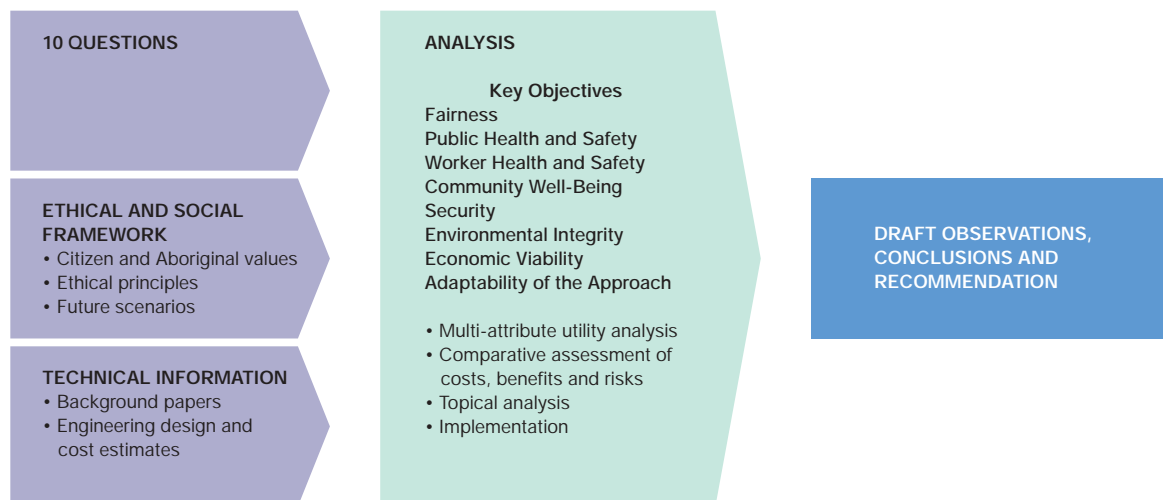 10 QUESTIONS
ETHICAL AND SOCIAL
FRAMEWORK
• Citizen and Aboriginal values
• Ethical principles
• Future scenarios
TECHNICAL INFORMATION
• Background papers
• Engineering design and
cost estimates
ANALYSIS
Key Objectives
Fairness
Public Health and Safety
Worker Health and Safety
Community Well-Being
Security
Environmental Integrity
Economic Viability
Adaptability of the Approach
• Multi-attribute utility analysis
• Comparative assessment of
costs, benefits and risks
• Topical analysis
• Implementation
DRAFT OBSERVATIONS,
CONCLUSIONS AND
RECOMMENDATION